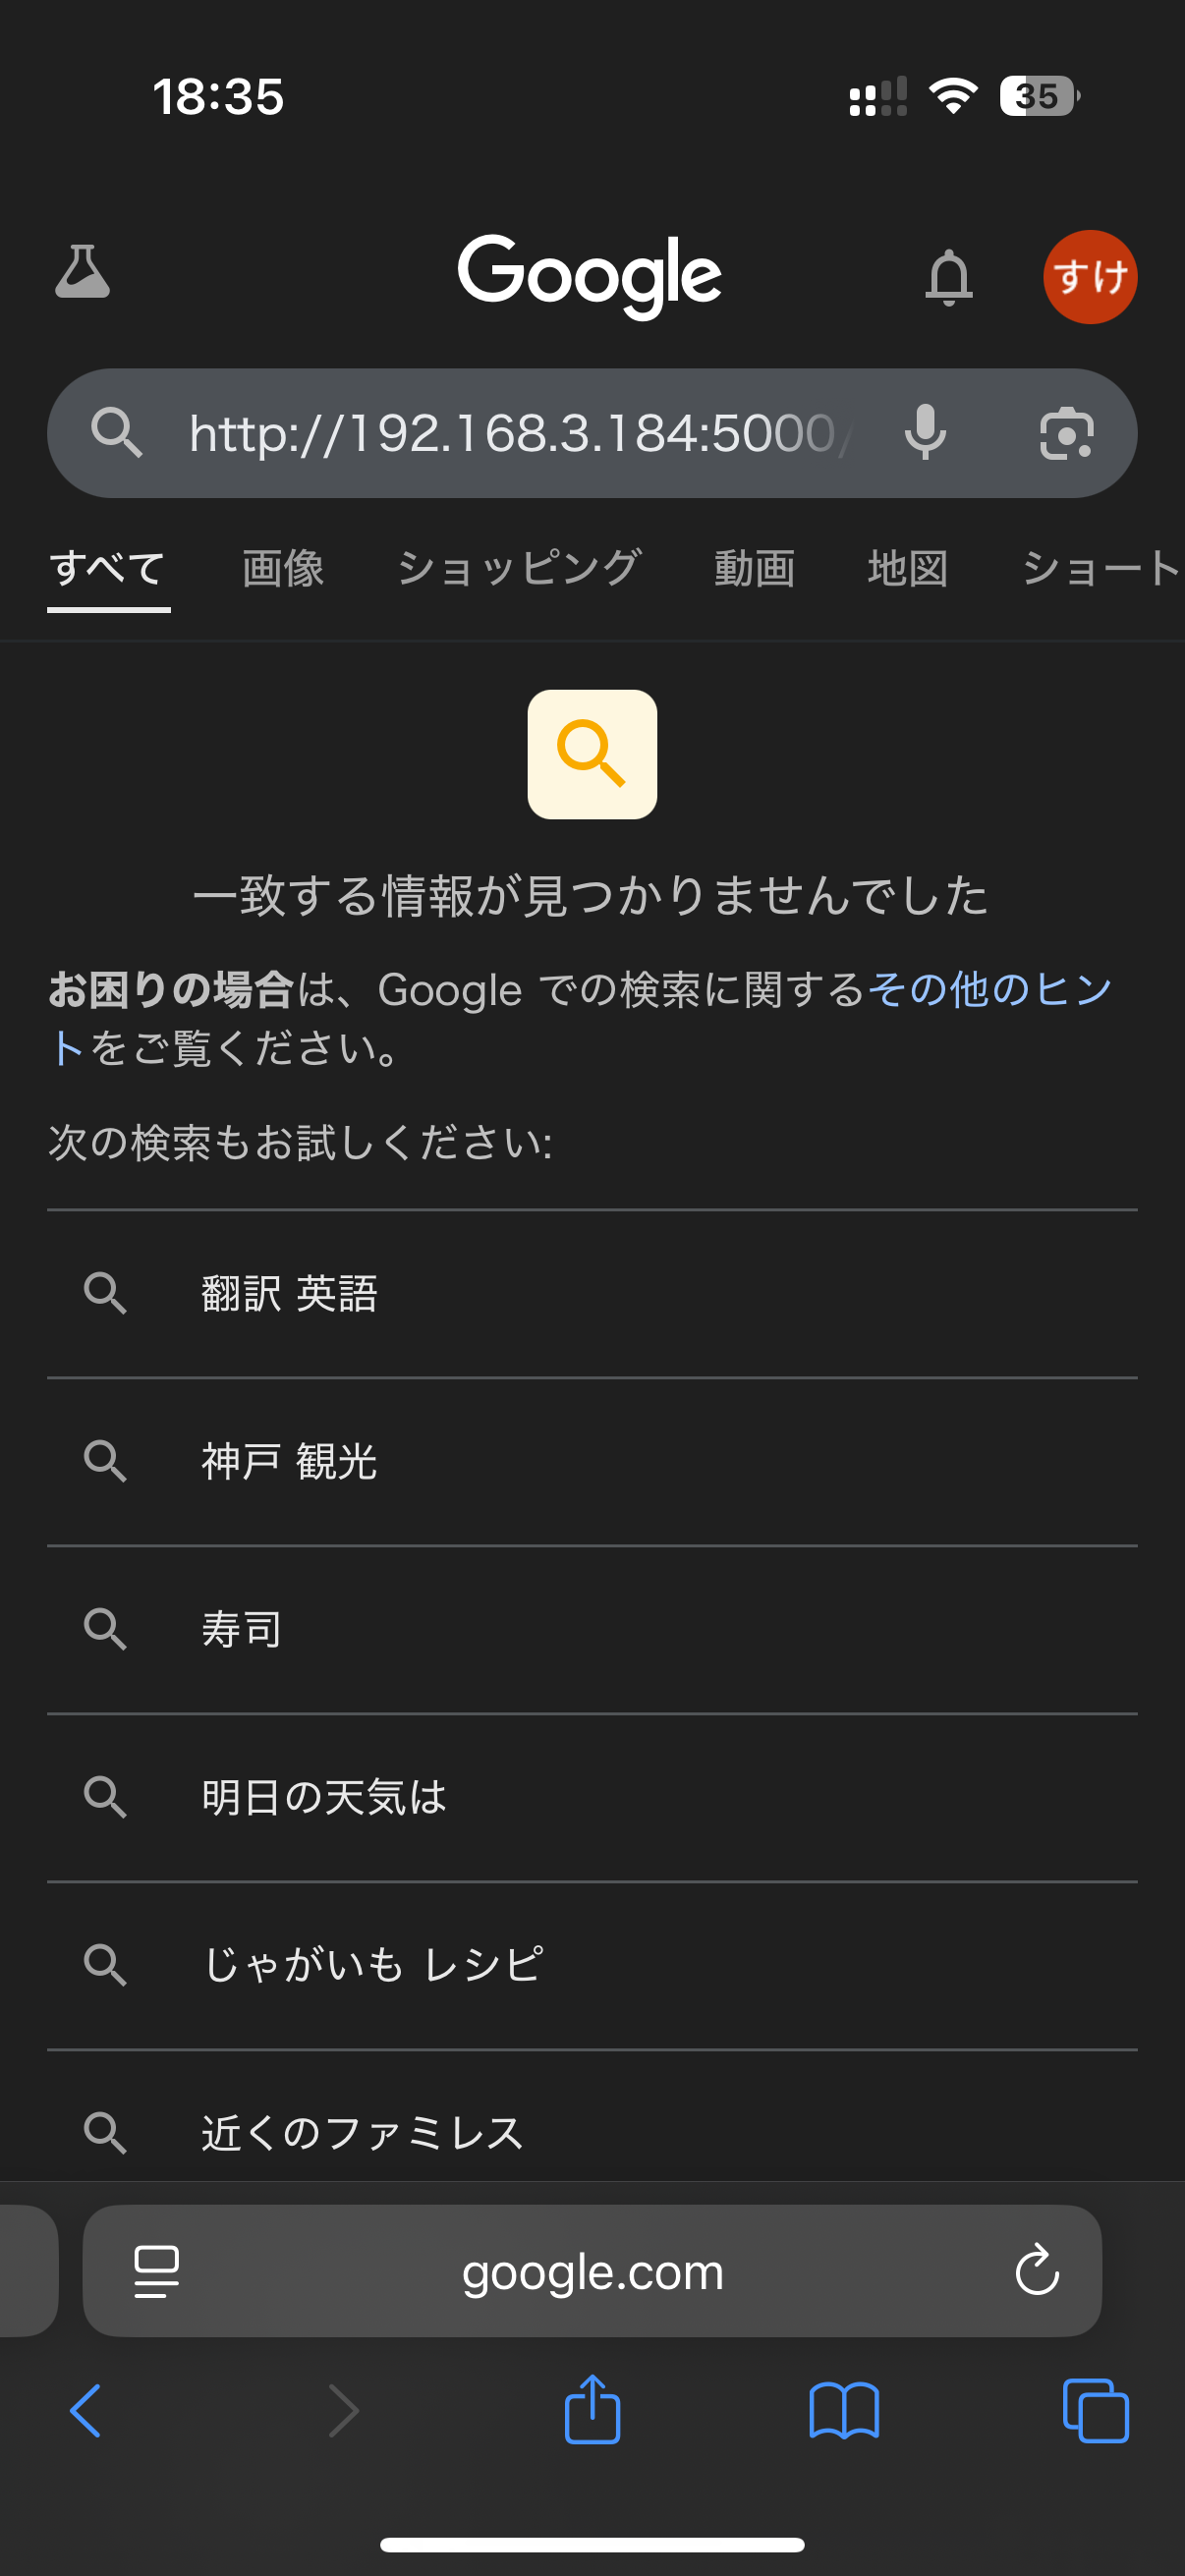 18:35
35
Google
すけ
http://192.168.3.184:5000/
すべて 画像 ショッピング 動画 地図 ショート
一致する情報が見つかりませんでした
お困りの場合は、Google での検索に関するその他のヒン
トをご覧ください。
次の検索もお試しください:
翻訳 英語
神戸 観光
寿司
明日の天気は
じゃがいも レシピ
近くのファミレス
google.com